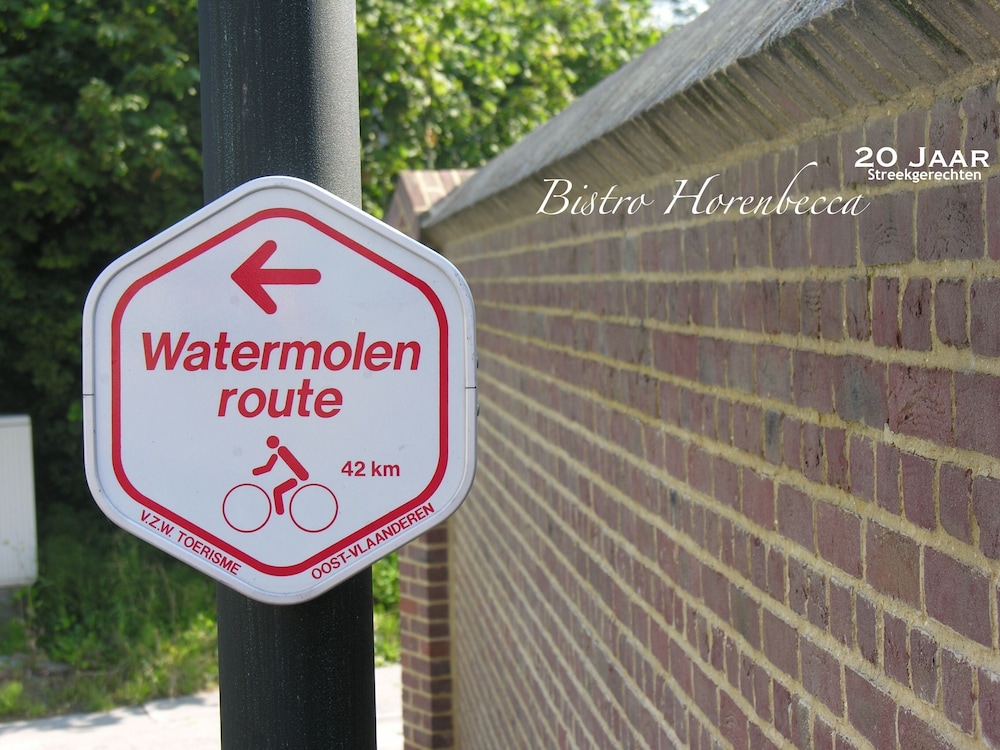 Watermolen
route
42 km
V.Z.W. TOERISME
OOST-VLAANDEREN
20 JAAR
Streekgerechten
Bistro Horenbecca